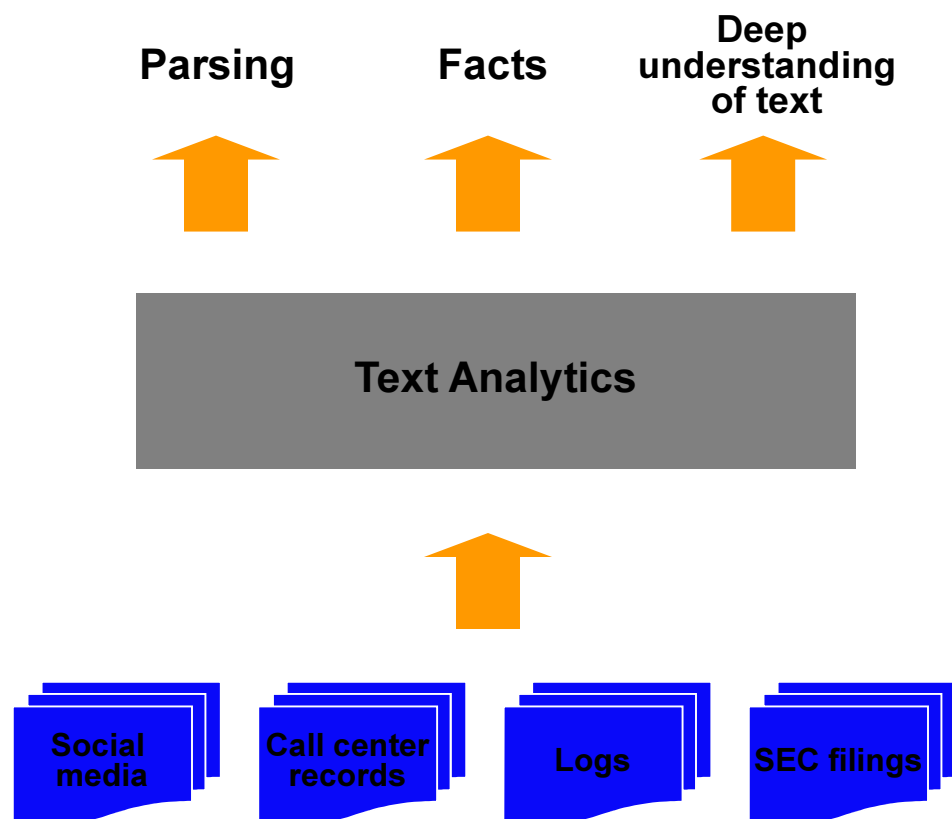 Parsing
Facts
Deep
understanding
of text
Text Analytics
Social
media
Call center
records
Logs
SEC filings